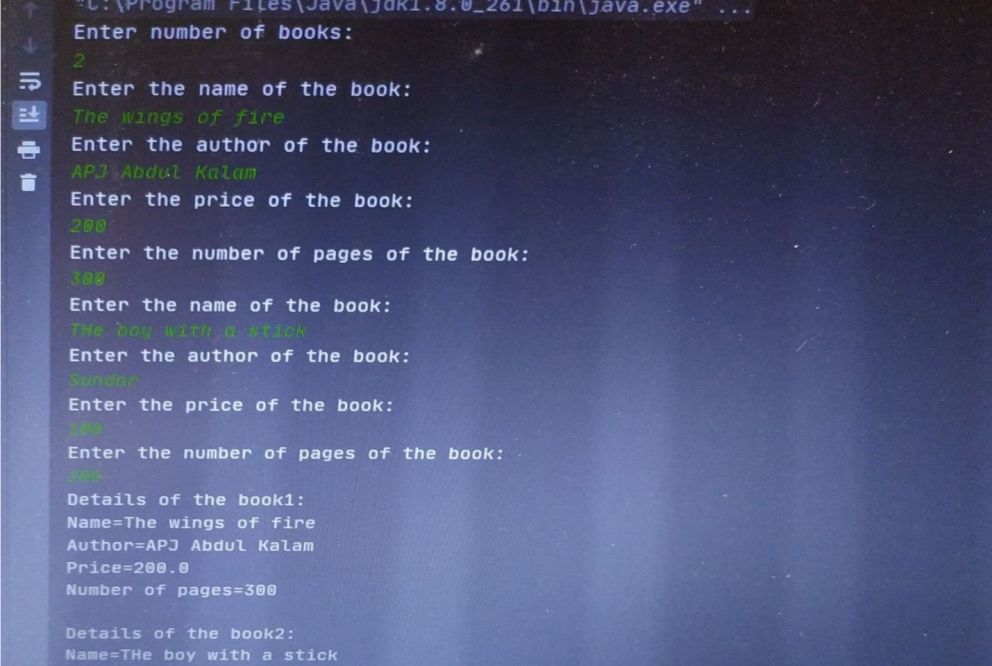 "C:\Program Files\Java\jdk1.8.0_261\bin\java.exe" ...
Enter number of books:
2
Enter the name of the book:
The wings of fire
Enter the author of the book:
APJ Abdul Kalam
Enter the price of the book:
200
Enter the number of pages of the book:
300
Enter the name of the book:
THe boy with a stick
Enter the author of the book:
Sundar
Enter the price of the book:
100
Enter the number of pages of the book:
200
Details of the book1:
Name=The wings of fire
Author=APJ Abdul Kalam
Price=200.0
Number of pages=300
Details of the book2:
Name=THe boy with a stick